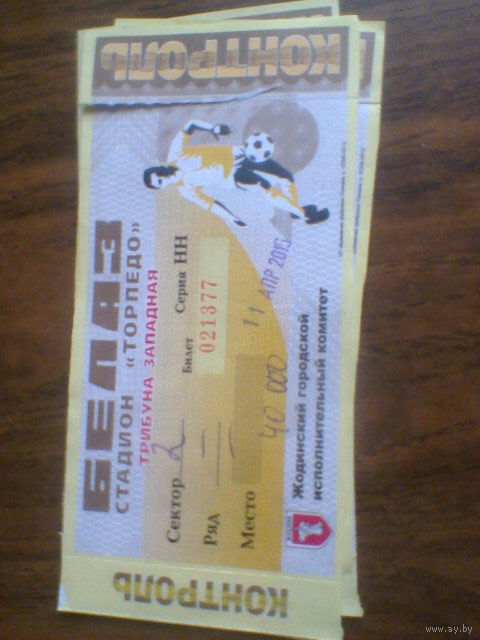 КОНТРОЛЬ
БЕЛАЗ
СТАДИОН «ТОРПЕДО»
ТРИБУНА ЗАПАДНАЯ
Билет Серия НН
021377
Сектор 2
Ряд –
Место –
40 000
11 АПР 2015
Жодинский городской
исполнительный комитет
КОНТРОЛЬ
www.ay.by